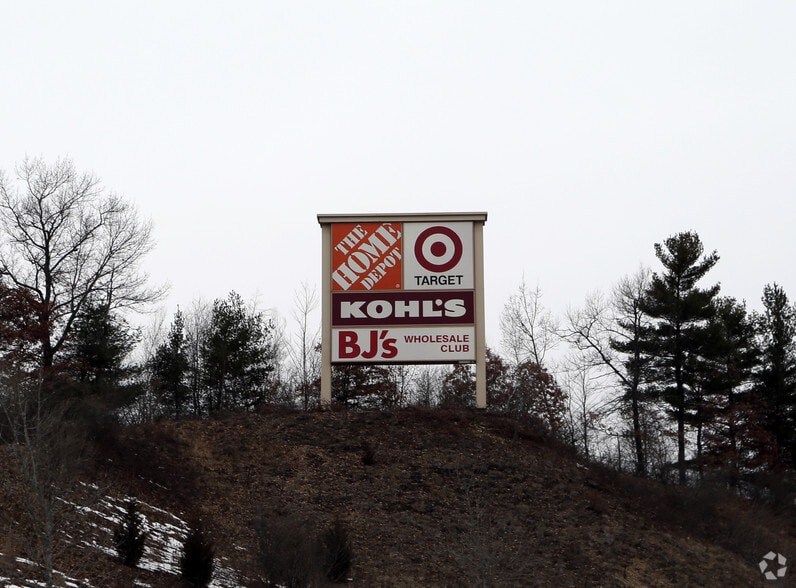 THE
HOME
DEPOT
TARGET
KOHL'S
BJ's WHOLESALE
CLUB